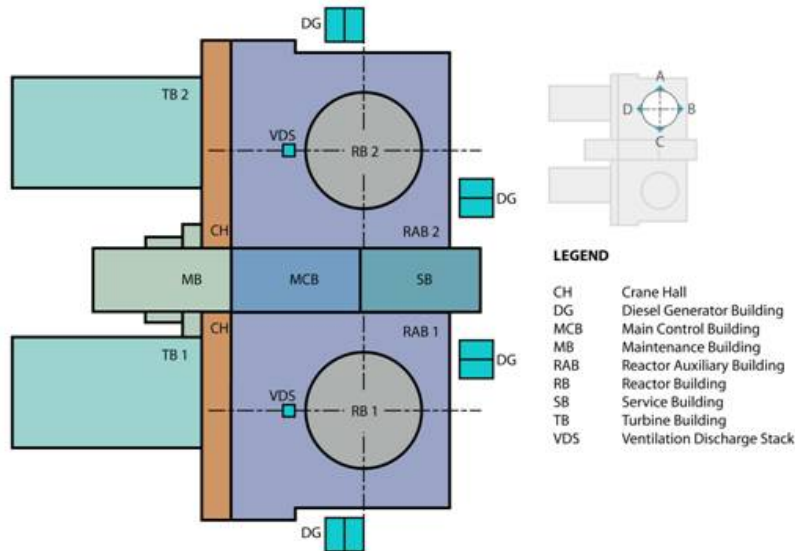 DG
TB 2
VDS
RB 2
DG
CH
RAB 2
MB
MCB
SB
CH
RAB 1
TB 1
DG
VDS
RB 1
DG
A
D
B
C
LEGEND
CH Crane Hall
DG Diesel Generator Building
MCB Main Control Building
MB Maintenance Building
RAB Reactor Auxiliary Building
RB Reactor Building
SB Service Building
TB Turbine Building
VDS Ventilation Discharge Stack